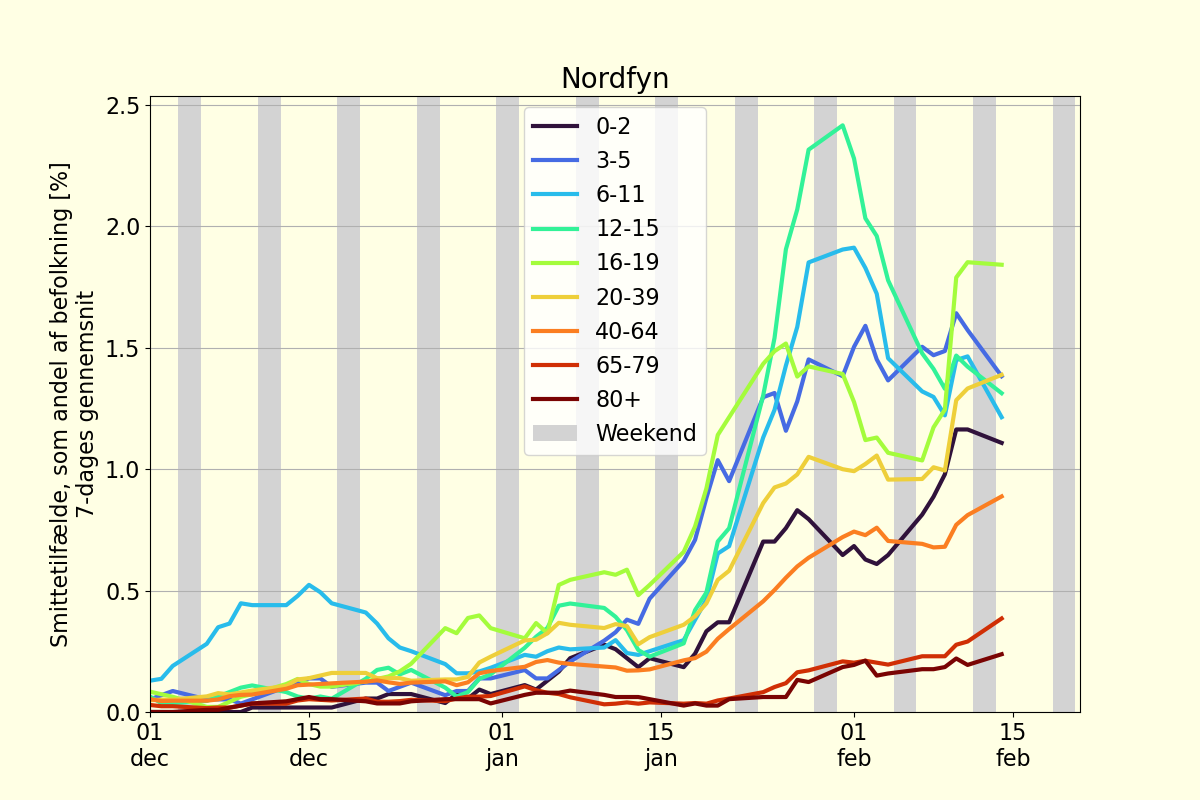 Nordfyn
Smittetilfælde, som andel af befolkning [%]
7-dages gennemsnit
2.5
2.0
1.5
1.0
0.5
0.0
0-2
3-5
6-11
12-15
16-19
20-39
40-64
65-79
80+
Weekend
01 15 01 15 01 15
dec dec jan jan feb feb